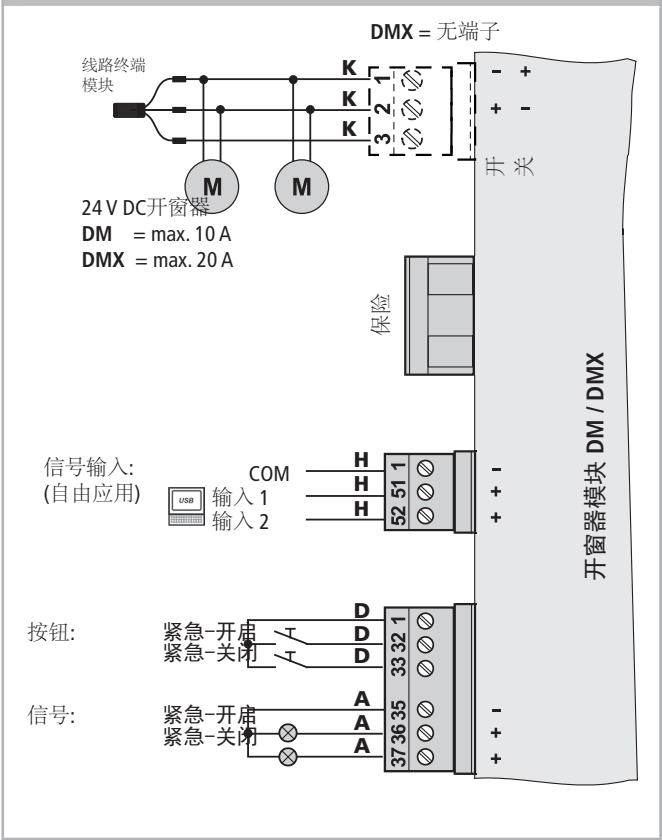 DMX = 无端子
线路终端
模块
K 1 - +
K 2 + -
K 3
开 关
M M
24 V DC开窗器
DM = max. 10 A
DMX = max. 20 A
保险
开窗器模块 DM / DMX
信号输入:
(自由应用)
COM H 1 -
USB 输入 1 H 51 +
输入 2 H 52 +
按钮:
紧急-开启 D 1
紧急-关闭 D 32
D 33
信号:
紧急-开启 A 35 -
紧急-关闭 A 36 +
A 37 +